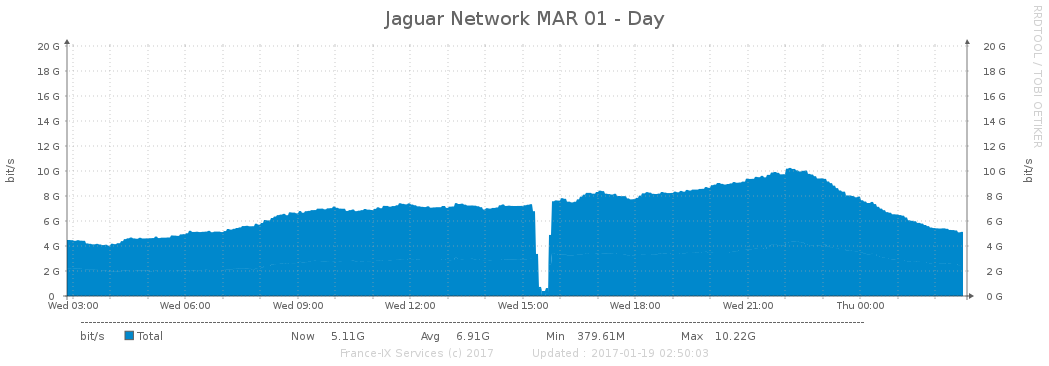 Jaguar Network MAR 01 - Day
RRDTOOL / TOBI OETIKER
bit/s
20 G 20 G
18 G 18 G
16 G 16 G
14 G 14 G
12 G 12 G
10 G 10 G
8 G 8 G
6 G 6 G
4 G 4 G
2 G 2 G
0 0 G
bit/s
Wed 03:00 Wed 06:00 Wed 09:00 Wed 12:00 Wed 15:00 Wed 18:00 Wed 21:00 Thu 00:00
bit/s Total Now 5.11G Avg 6.91G Min 379.61M Max 10.22G
France-IX Services (c) 2017 Updated : 2017-01-19 02:50:03